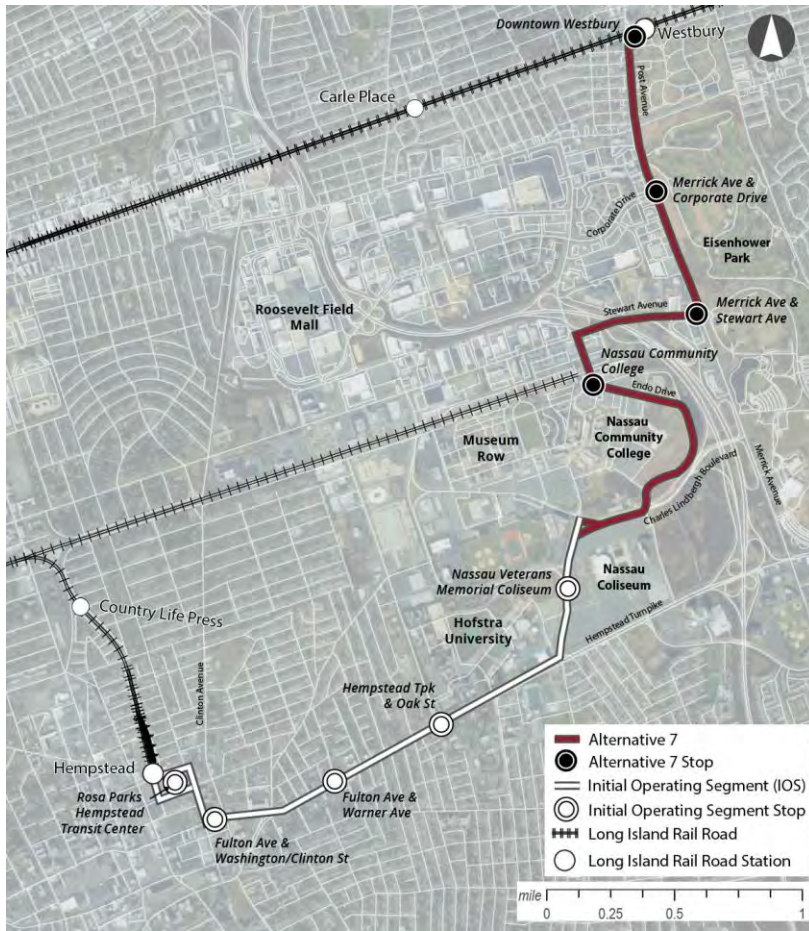 Downtown Westbury
Westbury
Post Avenue
Carle Place
Merrick Ave &
Corporate Drive
Corporate Drive
Eisenhower
Park
Roosevelt Field
Mall
Stewart Avenue
Merrick Ave &
Stewart Ave
Nassau Community
College
Endo Drive
Museum
Row
Nassau
Community
College
Charles Lindbergh Boulevard
Merrick Avenue
Nassau Veterans
Memorial Coliseum
Nassau
Coliseum
Country Life Press
Hofstra
University
Hempstead Turnpike
Clinton Avenue
Hempstead Tpk
& Oak St
Hempstead
Rosa Parks
Hempstead
Transit Center
Fulton Ave &
Warner Ave
Fulton Ave &
Washington/Clinton St
Alternative 7
Alternative 7 Stop
Initial Operating Segment (IOS)
Initial Operating Segment Stop
Long Island Rail Road
Long Island Rail Road Station
mile
0 0.25 0.5 1